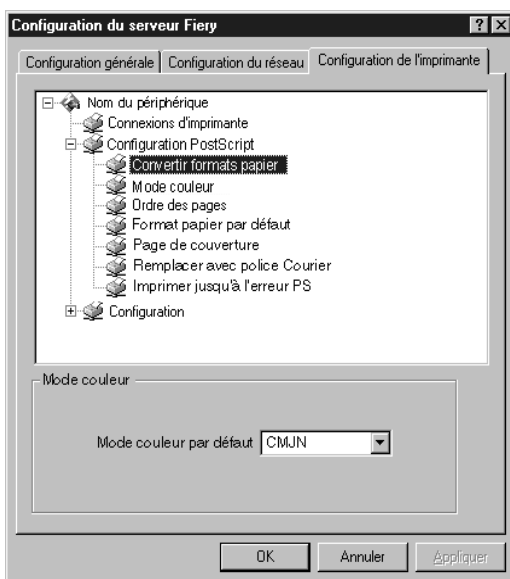 Configuration du serveur Fiery
Configuration générale
Configuration du réseau
Configuration de l'imprimante
Nom du périphérique
Connexions d'imprimante
Configuration PostScript
Convertir formats papier
Mode couleur
Ordre des pages
Format papier par défaut
Page de couverture
Remplacer avec police Courier
Imprimer jusqu'à l'erreur PS
Configuration
Mode couleur
Mode couleur par défaut CMJN
OK Annuler Appliquer